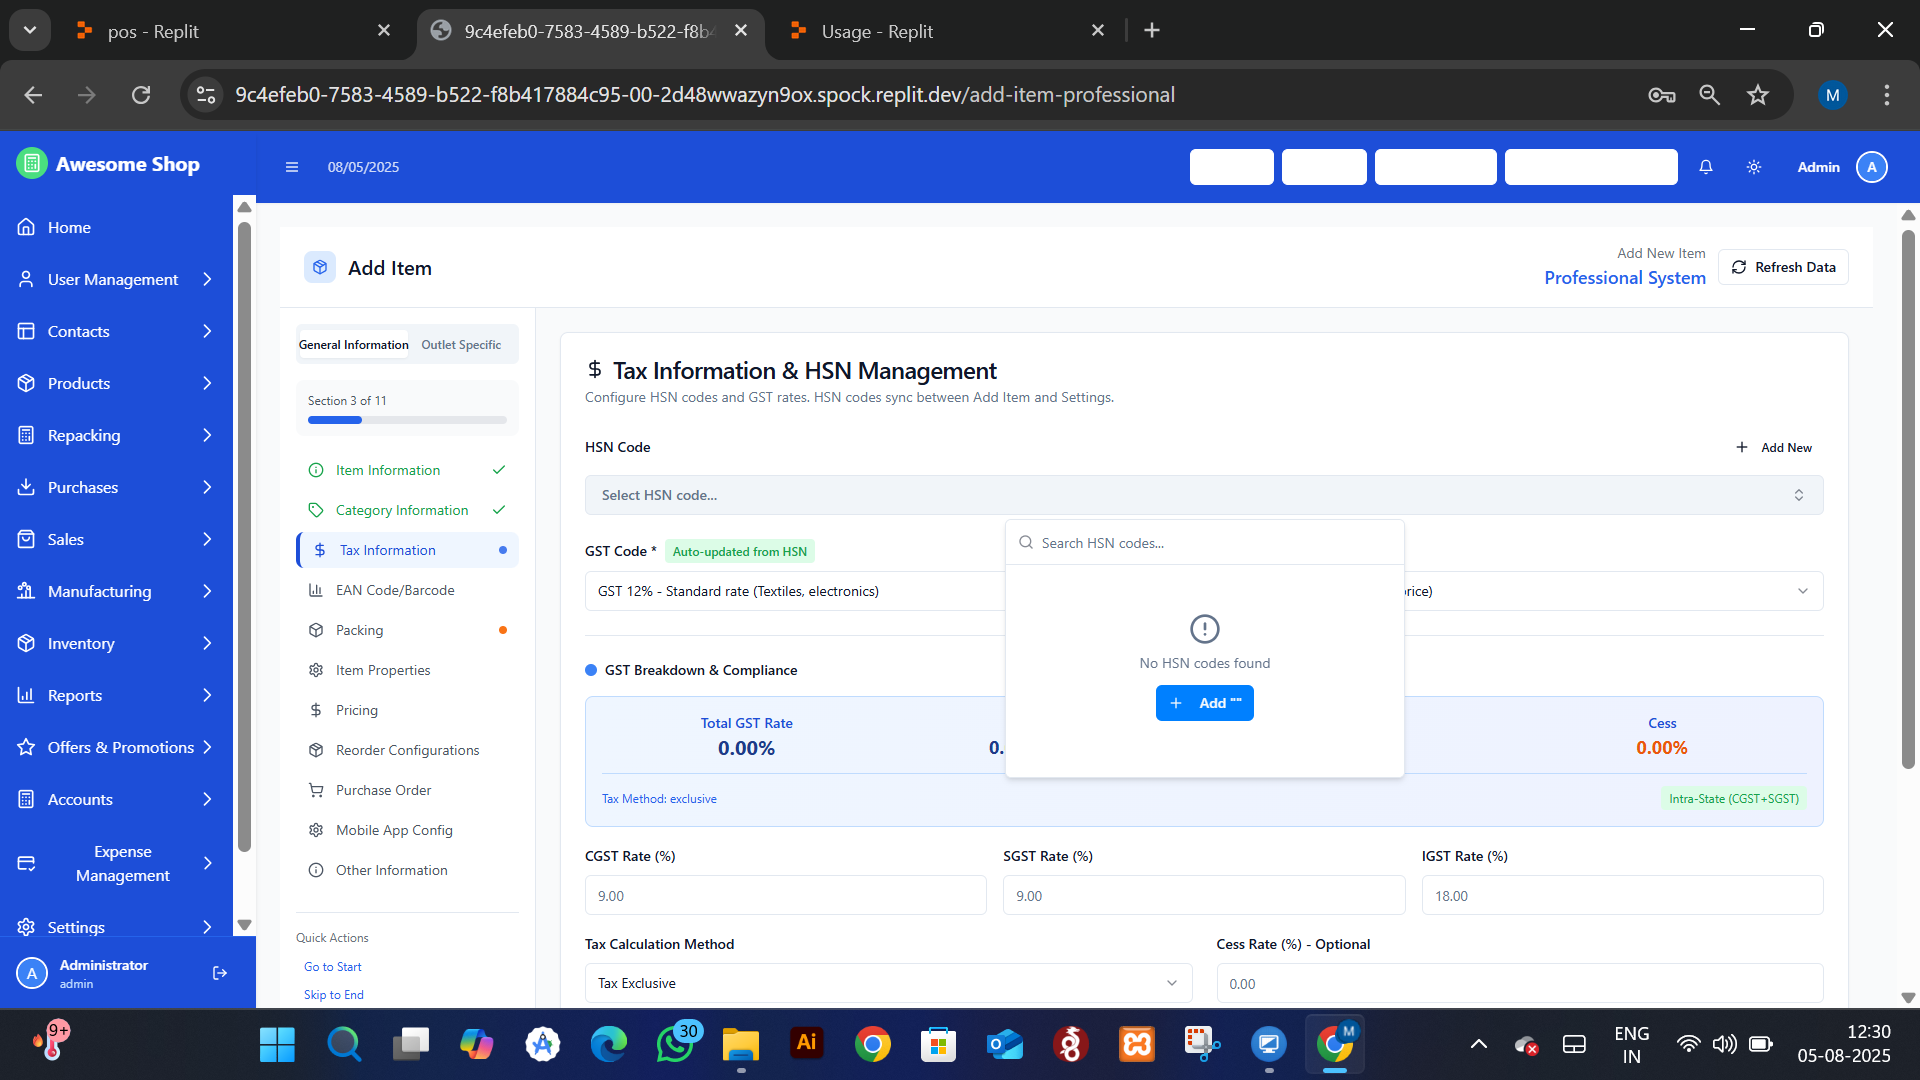 pos - Replit
9c4efeb0-7583-4589-b522-f8b4
Usage - Replit
9c4efeb0-7583-4589-b522-f8b417884c95-00-2d48wwazyn9ox.spock.replit.dev/add-item-professional
M
Awesome Shop
08/05/2025
Admin
A
Home
User Management
Contacts
Products
Repacking
Purchases
Sales
Manufacturing
Inventory
Reports
Offers & Promotions
Accounts
Expense
Management
Settings
A
Administrator
admin
Add Item
Add New Item
Professional System
Refresh Data
General Information
Outlet Specific
Section 3 of 11
Item Information
Category Information
Tax Information
EAN Code/Barcode
Packing
Item Properties
Pricing
Reorder Configurations
Purchase Order
Mobile App Config
Other Information
Quick Actions
Go to Start
Skip to End
$ Tax Information & HSN Management
Configure HSN codes and GST rates. HSN codes sync between Add Item and Settings.
HSN Code
+ Add New
Select HSN code...
Search HSN codes...
No HSN codes found
+ Add ""
GST Code *
Auto-updated from HSN
GST 12% - Standard rate (Textiles, electronics)
rice)
GST Breakdown & Compliance
Total GST Rate
0.00%
0.
Cess
0.00%
Tax Method: exclusive
Intra-State (CGST+SGST)
CGST Rate (%)
SGST Rate (%)
IGST Rate (%)
9.00
9.00
18.00
Tax Calculation Method
Cess Rate (%) - Optional
Tax Exclusive
0.00
9+
30
Ai
M
ENG
IN
12:30
05-08-2025